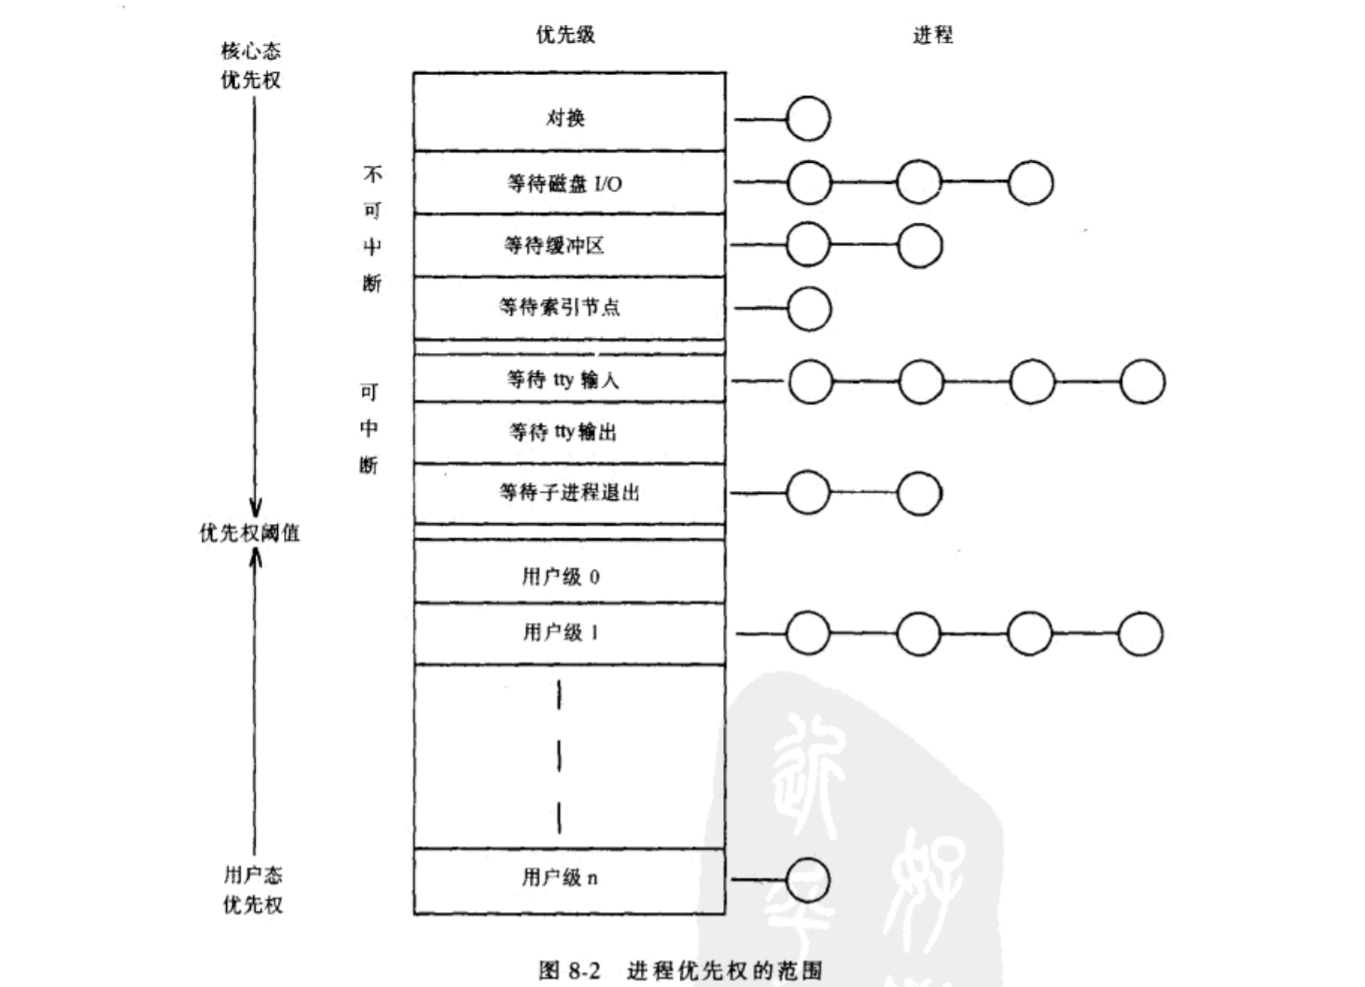 优先级
进程
核心态
优先权
对换
不可中断
等待磁盘 I/O
等待缓冲区
等待索引节点
可中断
等待 tty 输入
等待 tty 输出
等待子进程退出
优先权阈值
用户级 0
用户级 1
用户级 n
用户态
优先权
图 8-2 进程优先权的范围